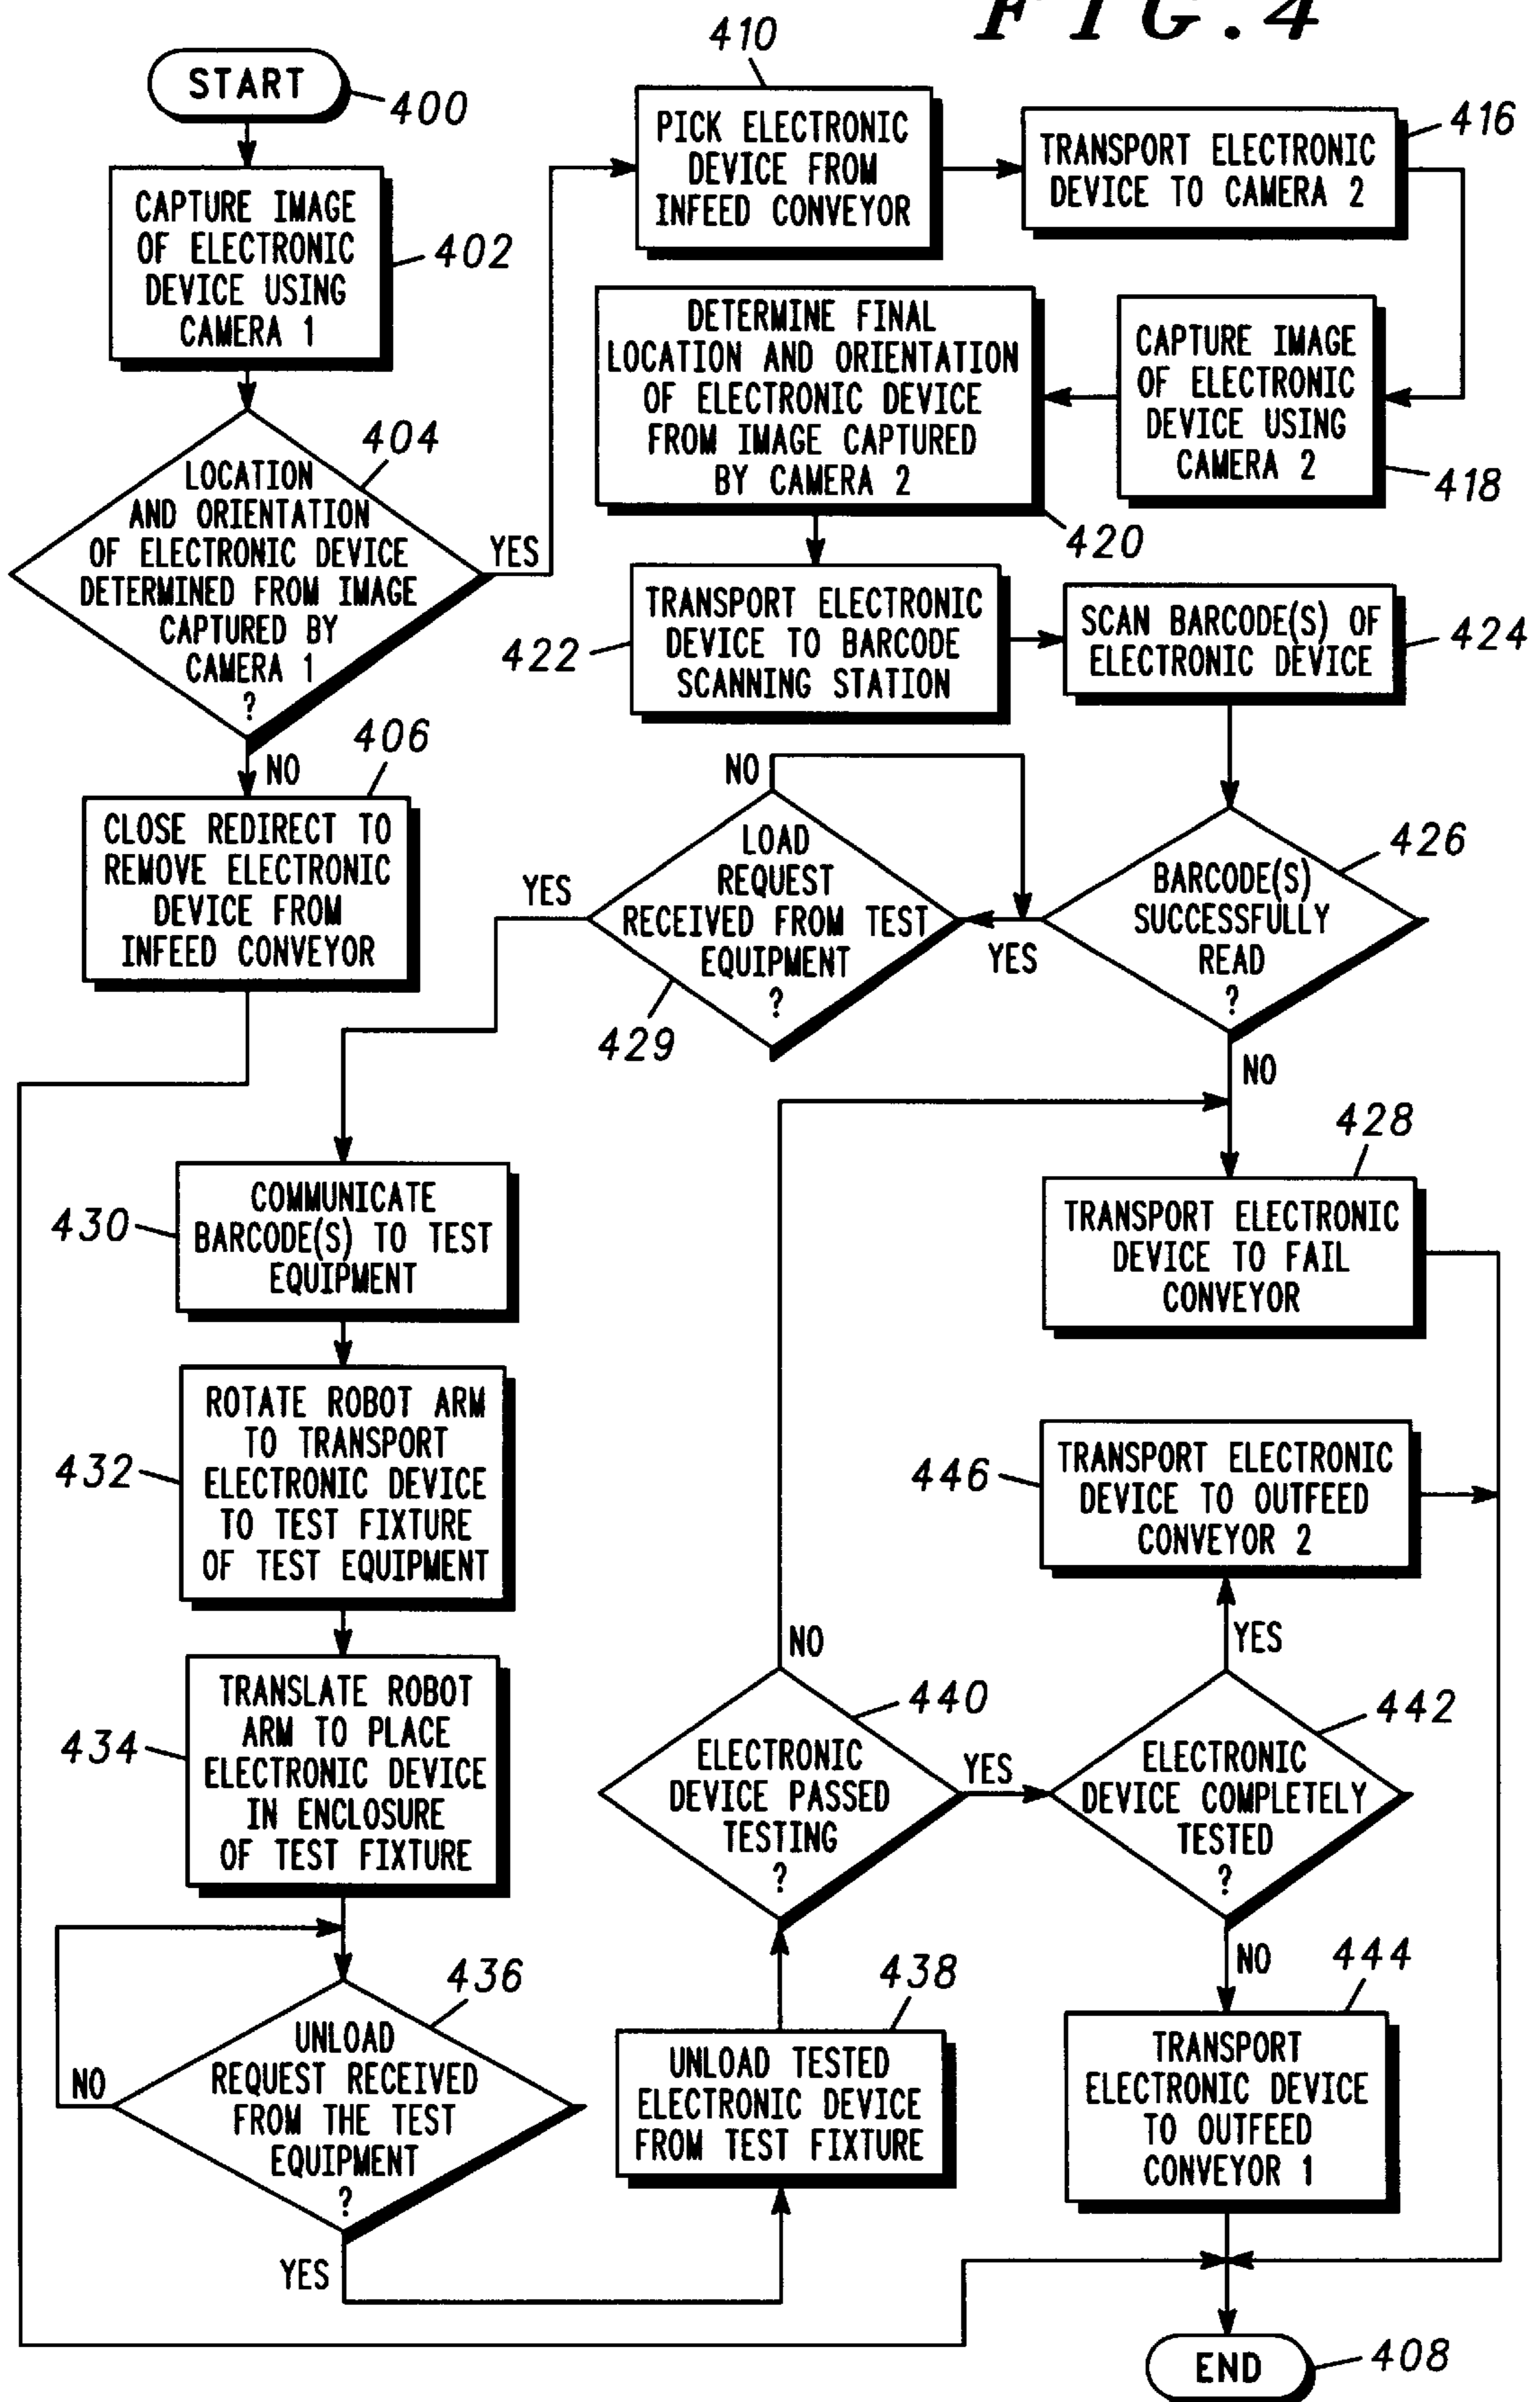 FIG.4
START
400
CAPTURE IMAGE
OF ELECTRONIC
DEVICE USING
CAMERA 1
402
LOCATION
AND ORIENTATION
OF ELECTRONIC DEVICE
DETERMINED FROM IMAGE
CAPTURED BY
CAMERA 1
?
404
YES
NO
406
CLOSE REDIRECT TO
REMOVE ELECTRONIC
DEVICE FROM
INFEED CONVEYOR
410
PICK ELECTRONIC
DEVICE FROM
INFEED CONVEYOR
TRANSPORT ELECTRONIC
DEVICE TO CAMERA 2
416
CAPTURE IMAGE
OF ELECTRONIC
DEVICE USING
CAMERA 2
418
DETERMINE FINAL
LOCATION AND ORIENTATION
OF ELECTRONIC DEVICE
FROM IMAGE CAPTURED
BY CAMERA 2
420
TRANSPORT ELECTRONIC
DEVICE TO BARCODE
SCANNING STATION
422
SCAN BARCODE(S) OF
ELECTRONIC DEVICE
424
BARCODE(S)
SUCCESSFULLY
READ
?
426
YES
NO
LOAD
REQUEST
RECEIVED FROM TEST
EQUIPMENT
?
429
NO
YES
428
TRANSPORT ELECTRONIC
DEVICE TO FAIL
CONVEYOR
430
COMMUNICATE
BARCODE(S) TO TEST
EQUIPMENT
432
ROTATE ROBOT ARM
TO TRANSPORT
ELECTRONIC DEVICE
TO TEST FIXTURE
OF TEST EQUIPMENT
434
TRANSLATE ROBOT
ARM TO PLACE
ELECTRONIC DEVICE
IN ENCLOSURE
OF TEST FIXTURE
436
UNLOAD
REQUEST RECEIVED
FROM THE TEST
EQUIPMENT
?
NO
YES
438
UNLOAD TESTED
ELECTRONIC DEVICE
FROM TEST FIXTURE
440
ELECTRONIC
DEVICE PASSED
TESTING
?
NO
YES
442
ELECTRONIC
DEVICE COMPLETELY
TESTED
?
YES
NO
446
TRANSPORT ELECTRONIC
DEVICE TO OUTFEED
CONVEYOR 2
444
TRANSPORT
ELECTRONIC DEVICE
TO OUTFEED
CONVEYOR 1
END
408